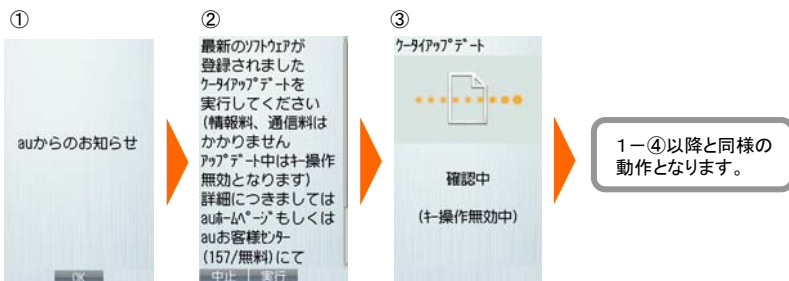 ①
auからのお知らせ
OK
②
最新のｿﾌﾄｳｪｱが
登録されました
ｹｰﾀｲｱｯﾌﾟﾃﾞｰﾄを
実行してください
(情報料、通信料は
かかりません
ｱｯﾌﾟﾃﾞｰﾄ中はｷｰ操作
無効となります)
詳細につきましては
auﾎｰﾑﾍﾟｰｼﾞもしくは
auお客様ｾﾝﾀｰ
(157/無料)にて
中止 実行
③
ｹｰﾀｲｱｯﾌﾟﾃﾞｰﾄ
確認中
(ｷｰ操作無効中)
1－④以降と同様の
動作となります。